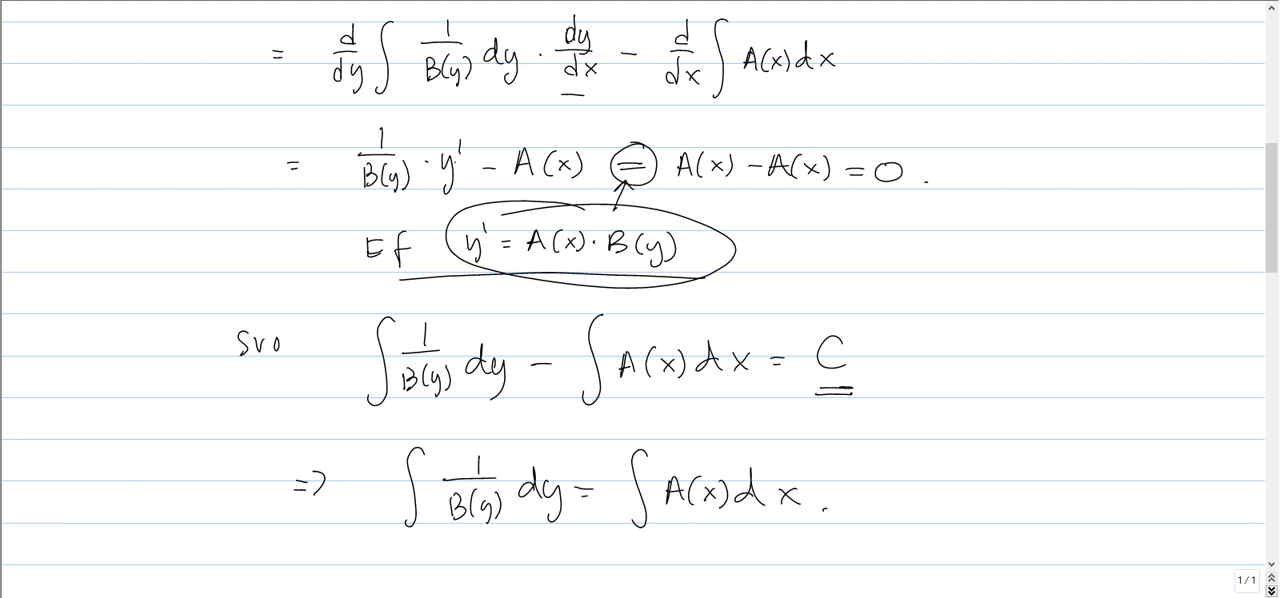 = d/dy ∫ 1/B(y) dy · dy/dx − d/dx ∫ A(x) dx
= 1/B(y) · y' − A(x) = A(x) − A(x) = 0.
Ef y' = A(x) · B(y)
Svo ∫ 1/B(y) dy − ∫ A(x) dx = C
=> ∫ 1/B(y) dy = ∫ A(x) dx.
1/1